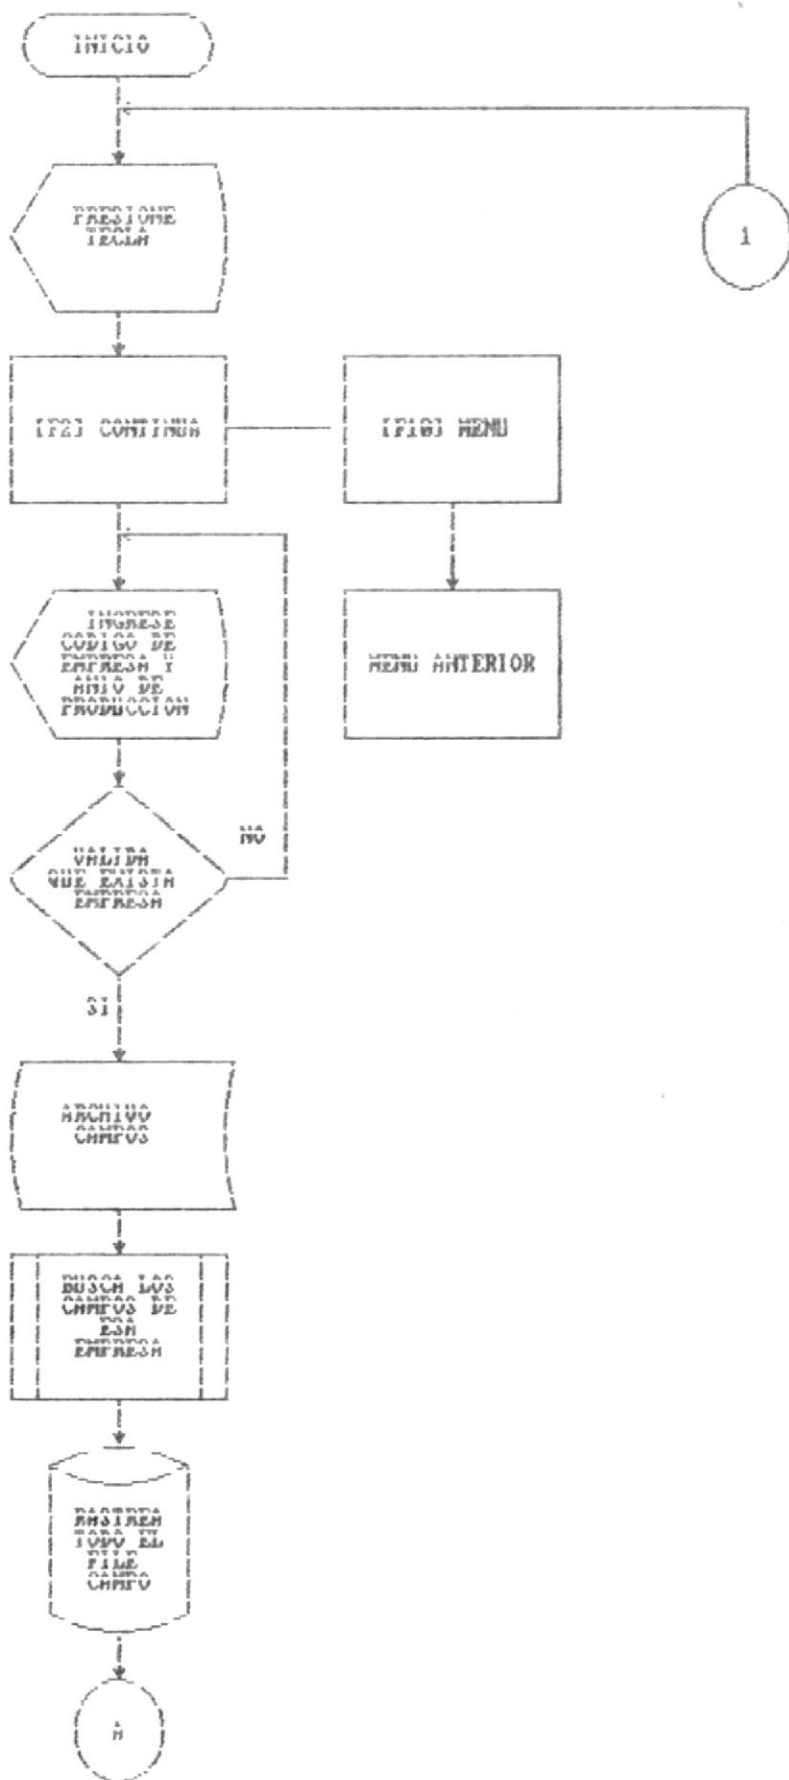 INICIO
PRESIONE
TECLA
1
[F2] CONTINUA
[F10] MENU
INGRESE
CODIGO DE
EMPRESA Y
ANIO DE
PRODUCCION
MENU ANTERIOR
NO
VALIDA
QUE EXISTA
EMPRESA
SI
ARCHIVO
CAMPOS
BUSCA LOS
CAMPOS DE
ESA
EMPRESA
RASTREA
TODO EL
FILE
CAMPO
A